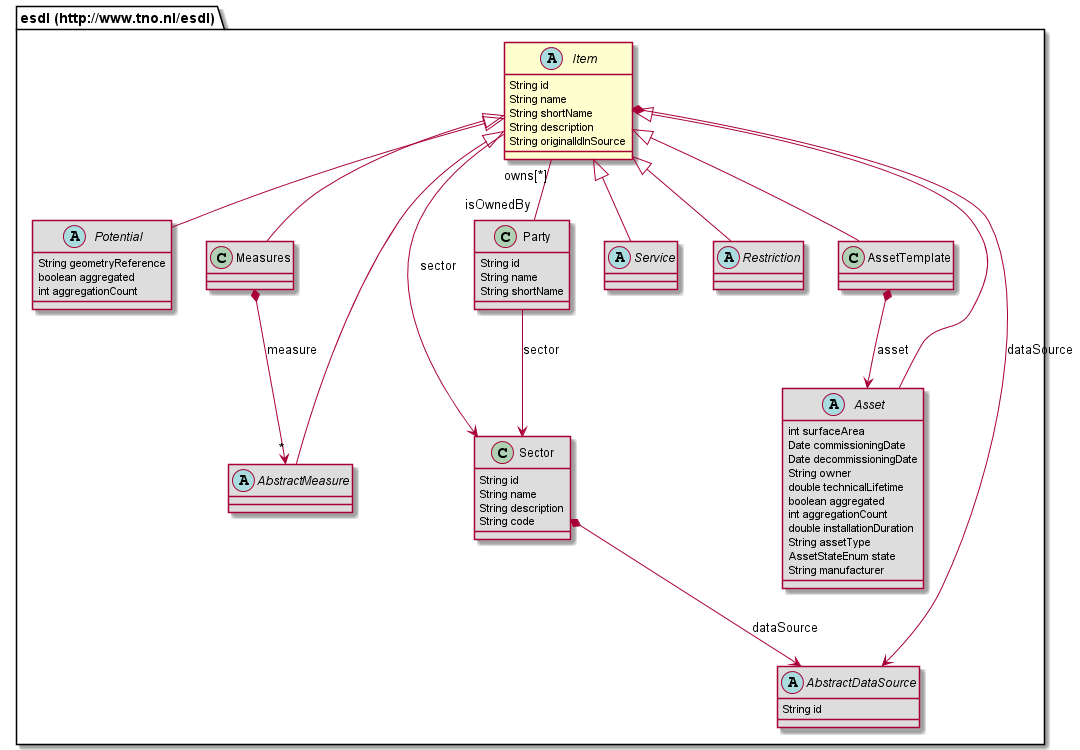 esdl (http://www.tno.nl/esdl)
A Item
String id
String name
String shortName
String description
String originalIdInSource
owns[*]
isOwnedBy
A Potential
String geometryReference
boolean aggregated
int aggregationCount
C Measures
C Party
String id
String name
String shortName
A Service
A Restriction
C AssetTemplate
sector
measure
sector
asset
dataSource
*
A AbstractMeasure
C Sector
String id
String name
String description
String code
A Asset
int surfaceArea
Date commissioningDate
Date decommissioningDate
String owner
double technicalLifetime
boolean aggregated
int aggregationCount
double installationDuration
String assetType
AssetStateEnum state
String manufacturer
dataSource
A AbstractDataSource
String id